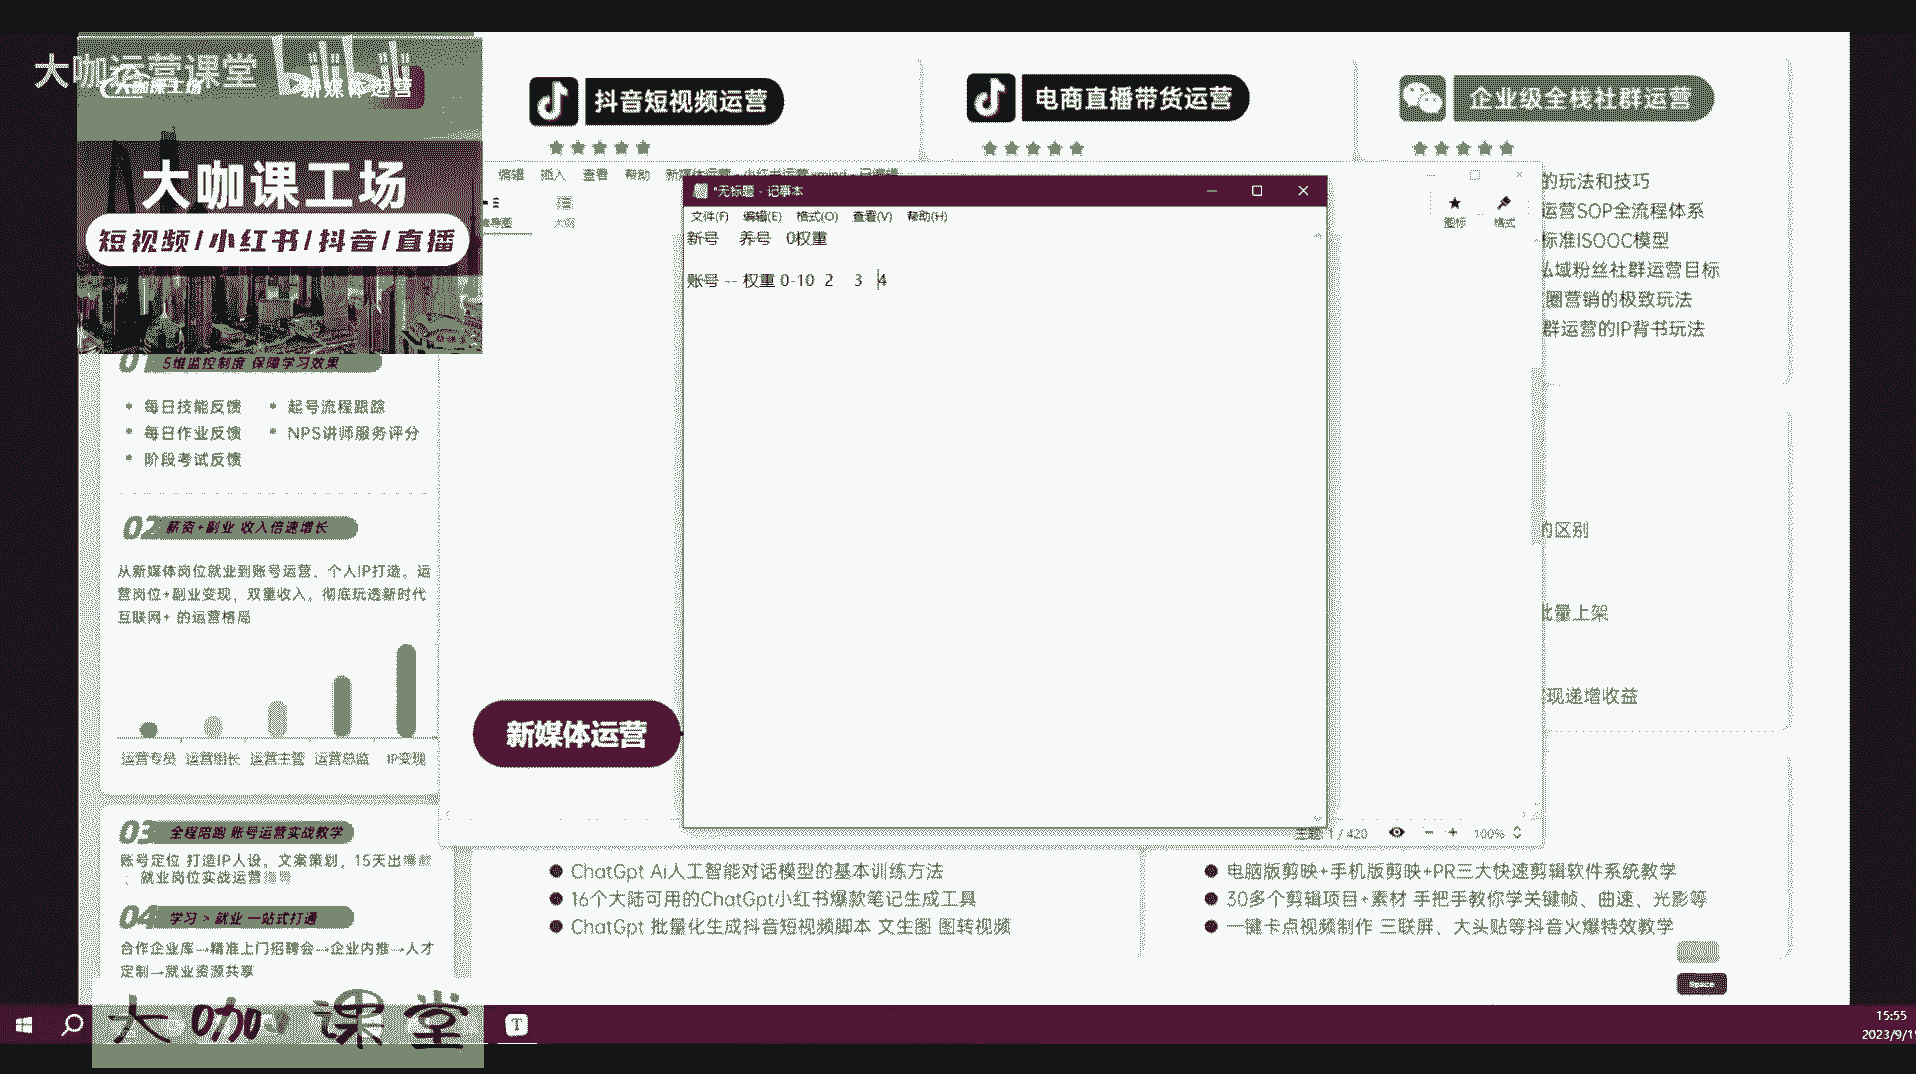 大咖运营课堂 bilibili
大咖课工场 新媒体运营
大咖课工场
短视频/小红书/抖音/直播
抖音短视频运营
电商直播带货运营
企业级全栈社群运营
编辑 插入 查看 帮助 新媒体运营 - 小红书运营.xmind - 已编辑
大纲
图标 格式
*无标题 - 记事本
文件(F) 编辑(E) 格式(O) 查看(V) 帮助(H)
新号 养号 0权重
账号 -- 权重 0-10 2 3 4
的玩法和技巧
运营SOP全流程体系
标准ISOOC模型
私域粉丝社群运营目标
圈营销的极致玩法
群运营的IP背书玩法
的区别
批量上架
现递增收益
01 5维监控制度 保障学习效果
每日技能反馈 起号流程跟踪
每日作业反馈 NPS讲师服务评分
阶段考试反馈
02 薪资+副业 收入倍速增长
从新媒体岗位就业到账号运营、个人IP打造。运
营岗位+副业变现，双重收入。彻底玩透新时代
互联网+ 的运营格局
运营专员 运营组长 运营主管 运营总监 IP变现
新媒体运营
主题: 1 / 420 100%
03 全程陪跑 账号运营实战教学
账号定位 打造IP人设。文案策划，15天出爆款
；就业岗位实战运营
04 学习 > 就业 一站式打通
合作企业库→精准上门招聘会→企业内推→人才
定制→就业资源共享
ChatGpt Ai人工智能对话模型的基本训练方法
16个大陆可用的ChatGpt小红书爆款笔记生成工具
ChatGpt 批量化生成抖音短视频脚本 文生图 图转视频
电脑版剪映+手机版剪映+PR三大快速剪辑软件系统教学
30多个剪辑项目+素材 手把手教你学关键帧、曲速、光影等
一键卡点视频制作 三联屏、大头贴等抖音火爆特效教学
Space
大咖课堂
T
15:55
2023/9/1